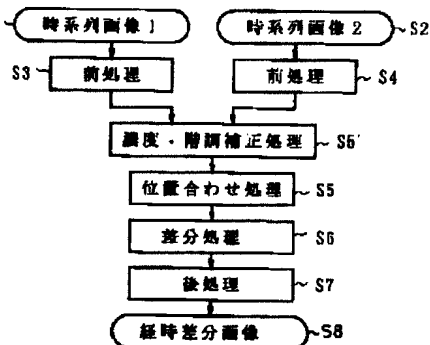 時系列画像1
時系列画像2
S2
S3
前処理
前処理
S4
濃度・階調補正処理
S5'
位置合わせ処理
S5
差分処理
S6
後処理
S7
経時差分画像
S8